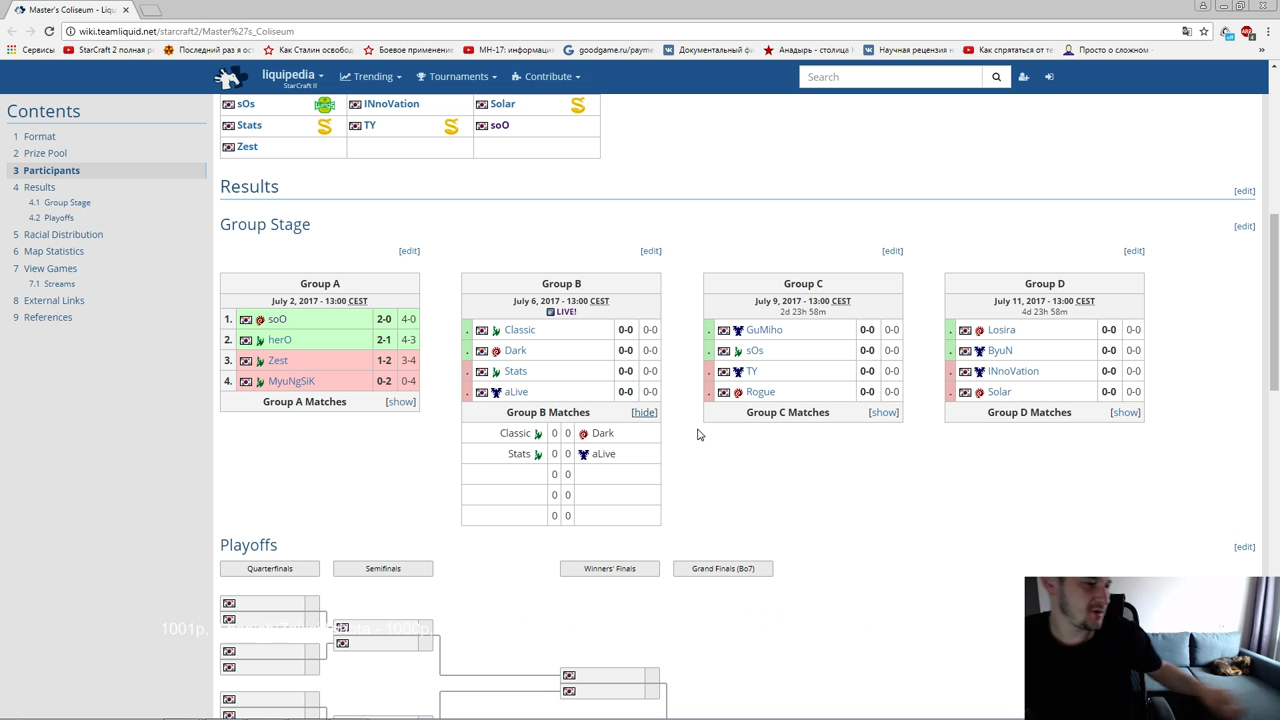 Master's Coliseum - Liqu
wiki.teamliquid.net/starcraft2/Master%27s_Coliseum
Сервисы StarCraft 2 полная р Последний раз я ос Как Сталин освобод Боевое применение МН-17: информаци goodgame.ru/payme Документальный фи Анадырь - столица Научная рецензия н Как спрятаться от те Просто о сложном »
liquipedia StarCraft II Trending Tournaments Contribute Search
Contents
1 Format
2 Prize Pool
3 Participants
4 Results
4.1 Group Stage
4.2 Playoffs
5 Racial Distribution
6 Map Statistics
7 View Games
7.1 Streams
8 External Links
9 References
sOs INnoVation Solar
Stats TY soO
Zest
Results [edit]
Group Stage [edit]
[edit] [edit] [edit] [edit]
Group A
July 2, 2017 - 13:00 CEST
1. soO 2-0 4-0
2. herO 2-1 4-3
3. Zest 1-2 3-4
4. MyuNgSiK 0-2 0-4
Group A Matches [show]
Group B
July 6, 2017 - 13:00 CEST
LIVE!
. Classic 0-0 0-0
. Dark 0-0 0-0
. Stats 0-0 0-0
. aLive 0-0 0-0
Group B Matches [hide]
Classic 0 0 Dark
Stats 0 0 aLive
0 0
0 0
0 0
Group C
July 9, 2017 - 13:00 CEST
2d 23h 58m
. GuMiho 0-0 0-0
. sOs 0-0 0-0
. TY 0-0 0-0
. Rogue 0-0 0-0
Group C Matches [show]
Group D
July 11, 2017 - 13:00 CEST
4d 23h 58m
. Losira 0-0 0-0
. ByuN 0-0 0-0
. INnoVation 0-0 0-0
. Solar 0-0 0-0
Group D Matches [show]
Playoffs [edit]
Quarterfinals Semifinals Winners' Finals Grand Finals (Bo7)
1001р. - 1000р.